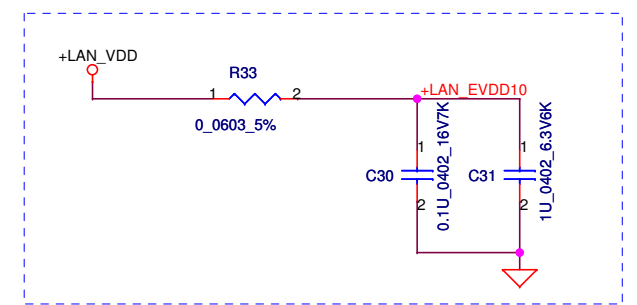 +LAN_VDD
R33
1
2
0_0603_5%
+LAN_EVDD10
1
C30
2
0.1U_0402_16V7K
1
C31
2
1U_0402_6.3V6K